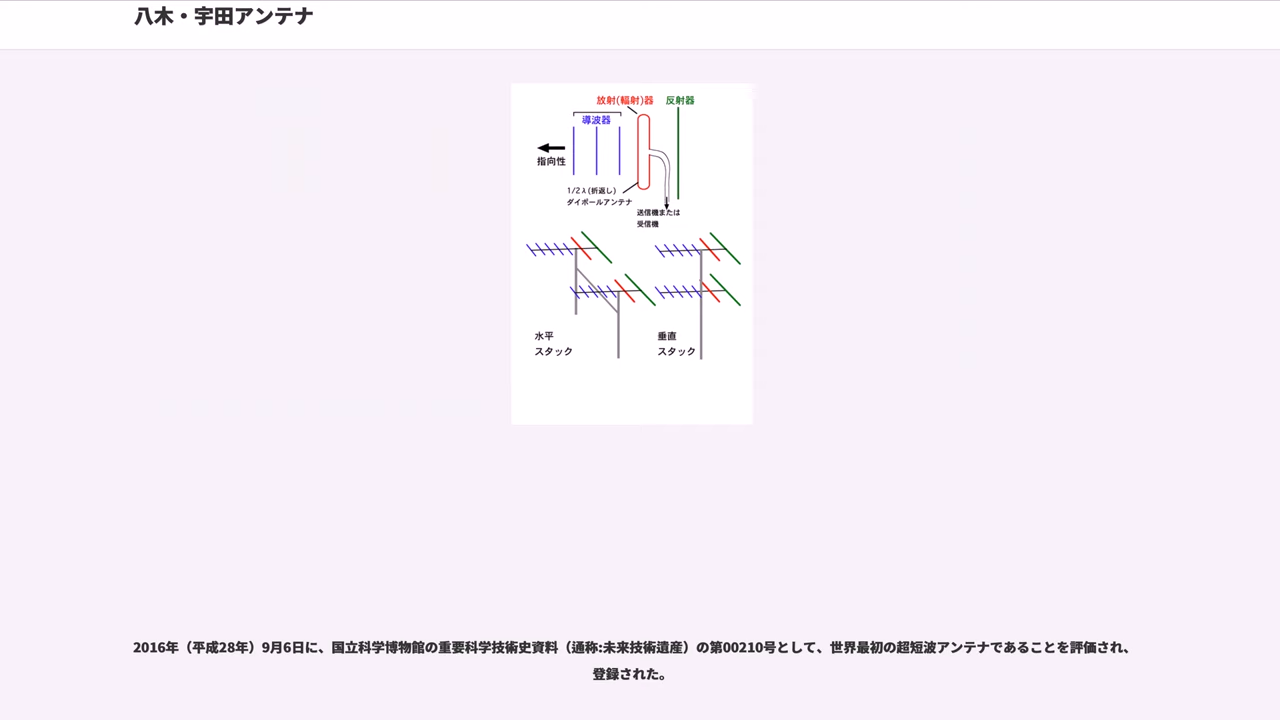 八木・宇田アンテナ
放射(輻射)器
反射器
導波器
指向性
1/2λ(折返し)
ダイポールアンテナ
送信機または
受信機
水平
スタック
垂直
スタック
2016年（平成28年）9月6日に、国立科学博物館の重要科学技術史資料（通称:未来技術遺産）の第00210号として、世界最初の超短波アンテナであることを評価され、
登録された。